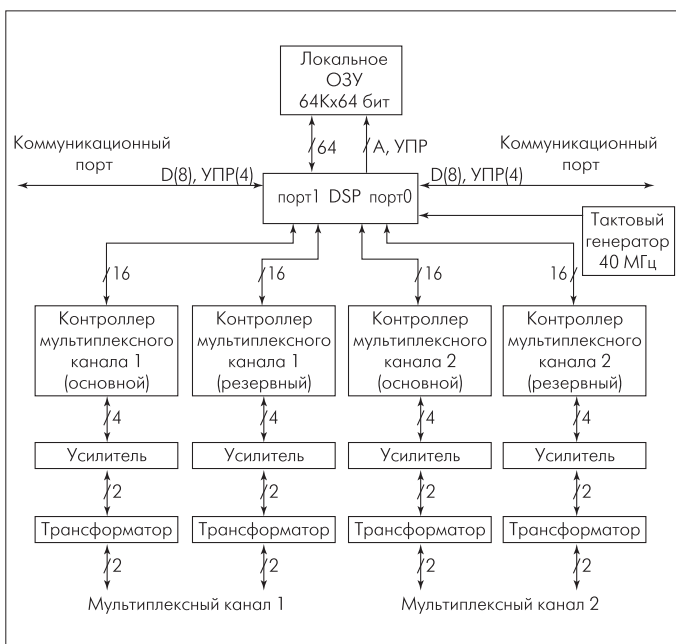 Локальное
ОЗУ
64Кх64 бит
Коммуникационный
порт
64
А, УПР
Коммуникационный
порт
D(8), УПР(4)
D(8), УПР(4)
порт1 DSP порт0
Тактовый
генератор
40 МГц
16
16
16
16
Контроллер
мультиплексного
канала 1
(основной)
Контроллер
мультиплексного
канала 1
(резервный)
Контроллер
мультиплексного
канала 2
(основной)
Контроллер
мультиплексного
канала 2
(резервный)
4
4
4
4
Усилитель
Усилитель
Усилитель
Усилитель
2
2
2
2
Трансформатор
Трансформатор
Трансформатор
Трансформатор
2
2
2
2
Мультиплексный канал 1
Мультиплексный канал 2